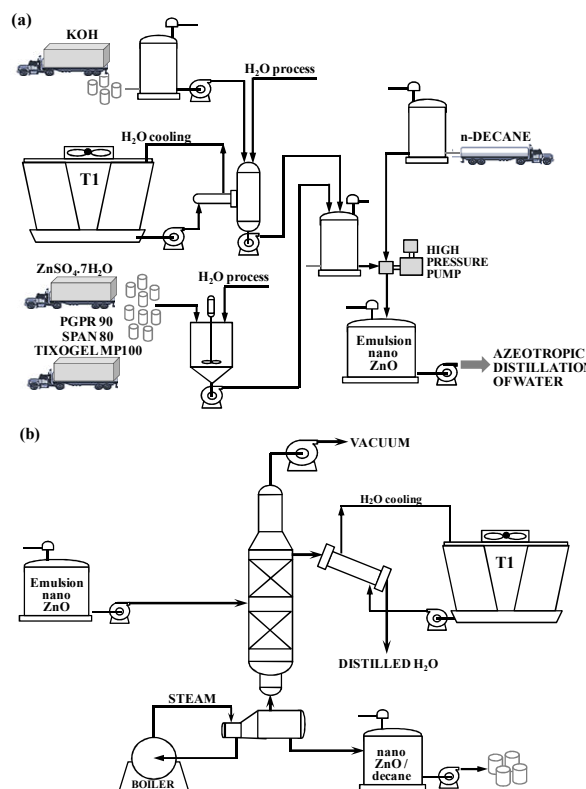 (a)
KOH
H2O process
H2O cooling
n-DECANE
T1
ZnSO4.7H2O
H2O process
HIGH
PRESSURE
PUMP
PGPR 90
SPAN 80
TIXOGEL MP100
Emulsion
nano
ZnO
AZEOTROPIC
DISTILLATION
OF WATER
(b)
VACUUM
H2O cooling
T1
Emulsion
nano
ZnO
DISTILLED H2O
STEAM
BOILER
nano
ZnO /
decane